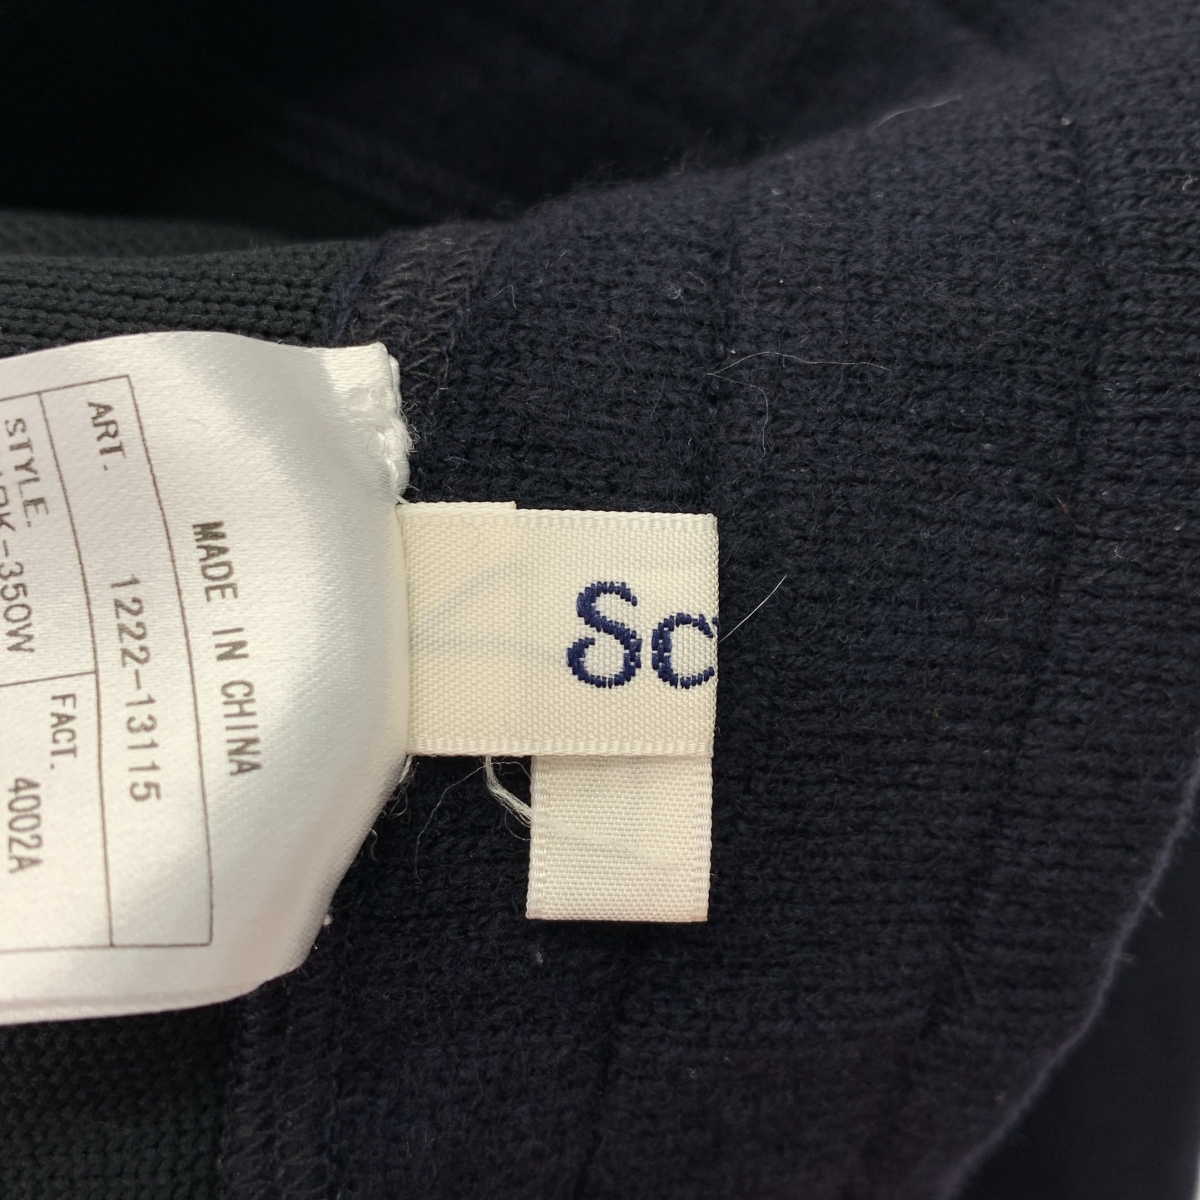 MADE IN CHINA
ART. 1222-13115
STYLE. FACT.
4002A
Sc